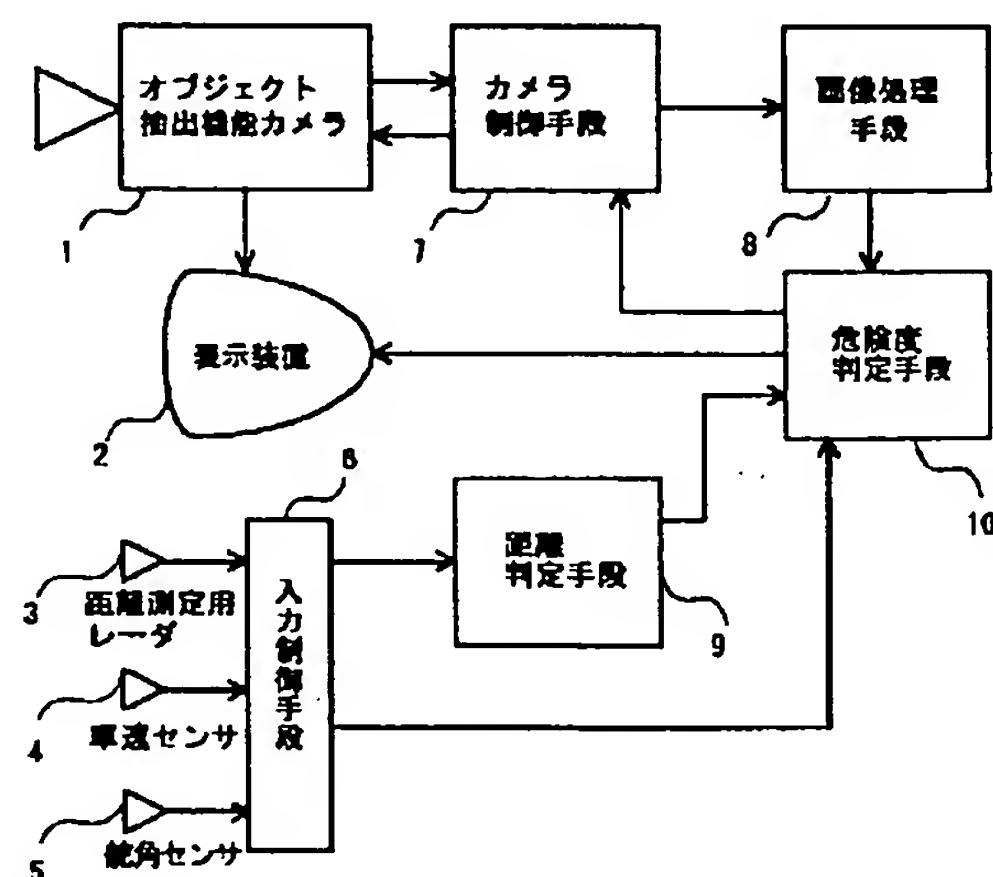 オブジェクト
抽出機能カメラ
カメラ
制御手段
画像処理
手段
1
7
8
表示装置
危険度
判定手段
2
6
10
距離
判定手段
3
距離測定用
レーダ
入力制御手段
9
4
車速センサ
5
舵角センサ